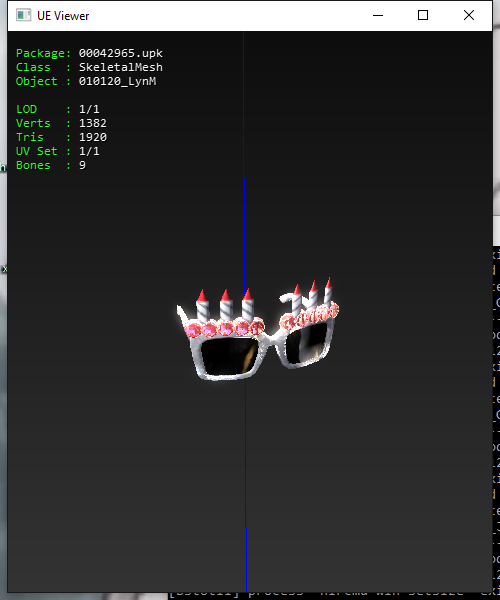 UE Viewer
Package: 00042965.upk
Class : SkeletalMesh
Object : 010120_LynM
LOD : 1/1
Verts : 1382
Tris : 1920
UV Set : 1/1
Bones : 9